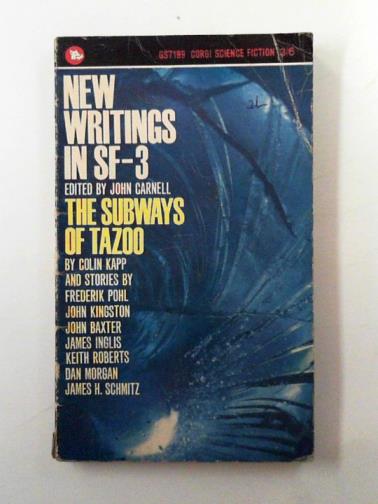 GS7189 CORGI SCIENCE FICTION 3/6
NEW
WRITINGS
IN SF-3
EDITED BY JOHN CARNELL
THE SUBWAYS
OF TAZOO
BY COLIN KAPP
AND STORIES BY
FREDERIK POHL
JOHN KINGSTON
JOHN BAXTER
JAMES INGLIS
KEITH ROBERTS
DAN MORGAN
JAMES H. SCHMITZ